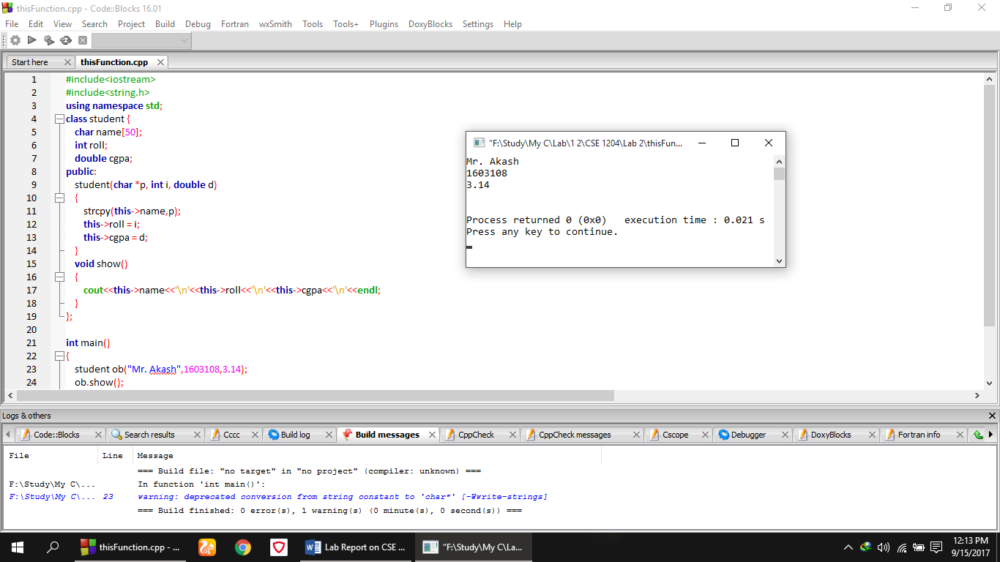 thisFunction.cpp - Code::Blocks 16.01
File Edit View Search Project Build Debug Fortran wxSmith Tools Tools+ Plugins DoxyBlocks Settings Help
Start here thisFunction.cpp
1 #include<iostream>
2 #include<string.h>
3 using namespace std;
4 class student {
5 char name[50];
6 int roll;
7 double cgpa;
8 public:
9 student(char *p, int i, double d)
10 {
11 strcpy(this->name,p);
12 this->roll = i;
13 this->cgpa = d;
14 }
15 void show()
16 {
17 cout<<this->name<<'\n'<<this->roll<<'\n'<<this->cgpa<<'\n'<<endl;
18 }
19 };
20
21 int main()
22 {
23 student ob("Mr. Akash",1603108,3.14);
24 ob.show();
"F:\Study\My C\Lab\1 2\CSE 1204\Lab 2\thisFun...
Mr. Akash
1603108
3.14
Process returned 0 (0x0) execution time : 0.021 s
Press any key to continue.
Logs & others
Code::Blocks Search results Cccc Build log Build messages CppCheck CppCheck messages Cscope Debugger DoxyBlocks Fortran info
File Line Message
=== Build file: "no target" in "no project" (compiler: unknown) ===
F:\Study\My C\... In function 'int main()':
F:\Study\My C\... 23 warning: deprecated conversion from string constant to 'char*' [-Wwrite-strings]
=== Build finished: 0 error(s), 1 warning(s) (0 minute(s), 0 second(s)) ===
thisFunction.cpp - ... Lab Report on CSE ... "F:\Study\My C\La... 12:13 PM
9/15/2017